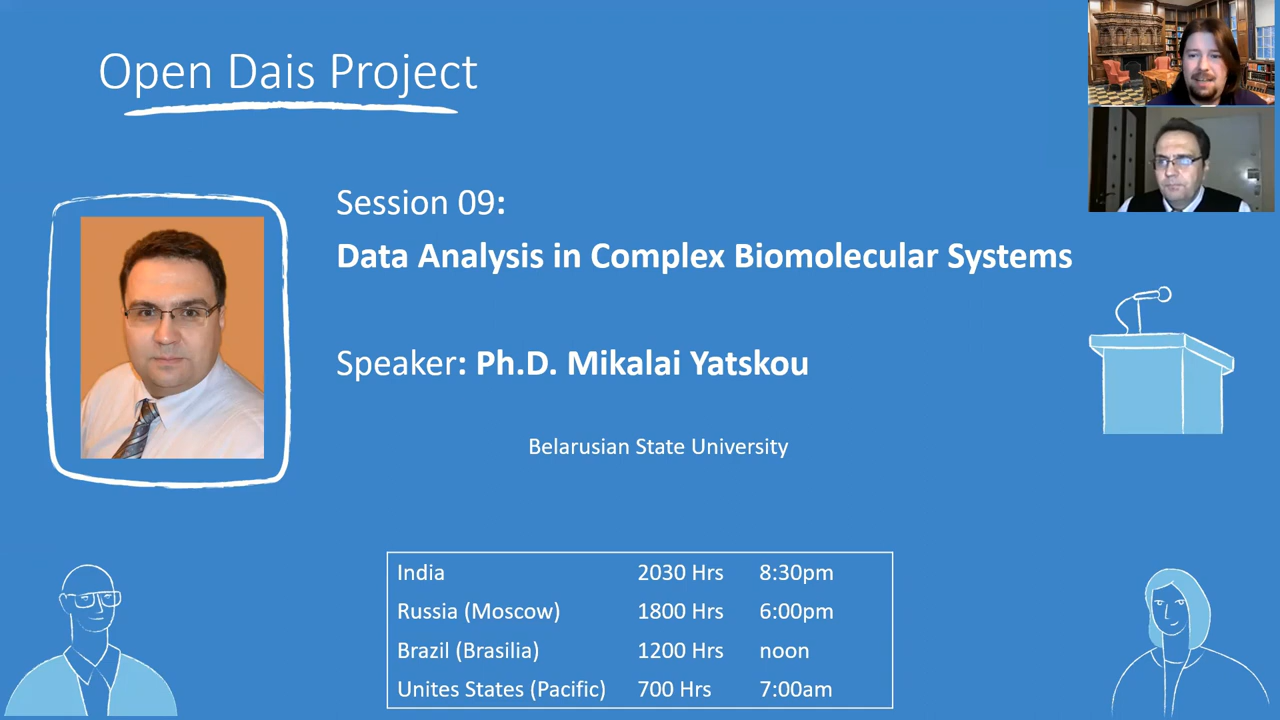 Open Dais Project
Session 09:
Data Analysis in Complex Biomolecular Systems
Speaker: Ph.D. Mikalai Yatskou
Belarusian State University
India 2030 Hrs 8:30pm
Russia (Moscow) 1800 Hrs 6:00pm
Brazil (Brasilia) 1200 Hrs noon
Unites States (Pacific) 700 Hrs 7:00am